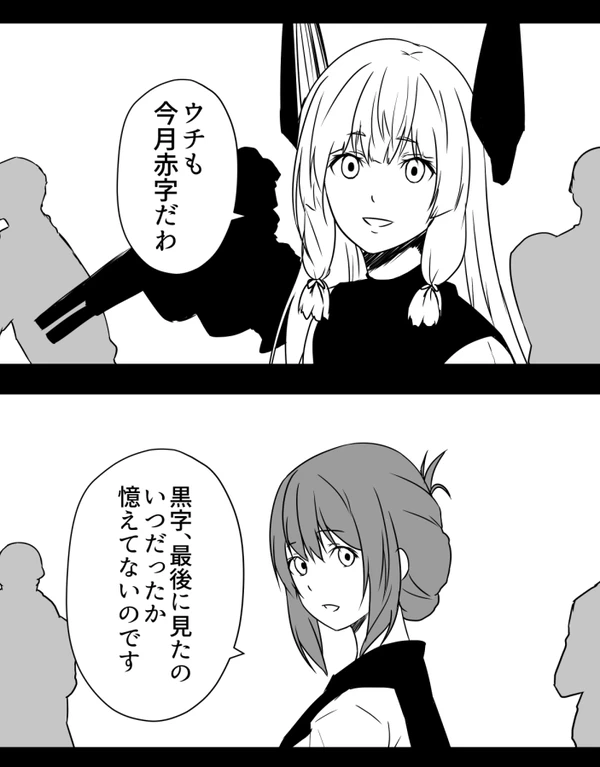 ウチも
今月赤字だわ
黒字、最後に見たの
いつだったか
憶えてないのです